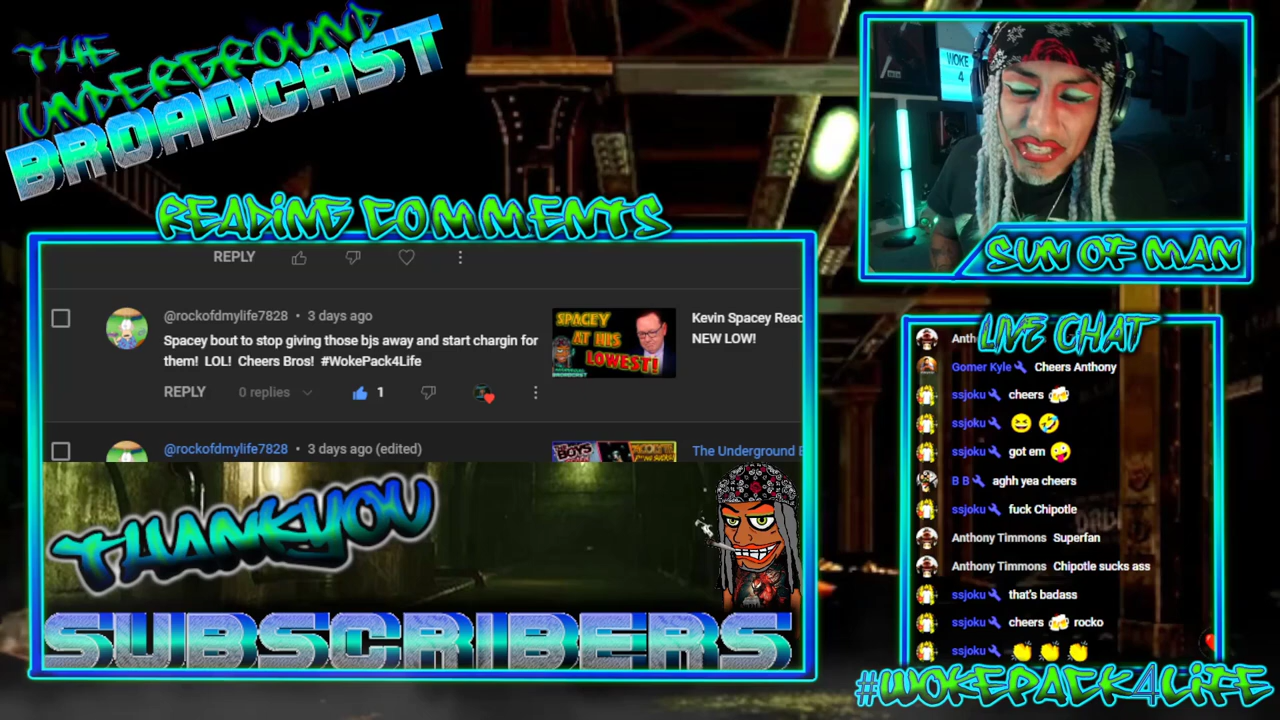 THE
UNDERGROUND
BROADCAST
WOKE
4
SUN OF MAN
READING COMMENTS
REPLY
@rockofdmylife7828 • 3 days ago
Spacey bout to stop giving those bjs away and start chargin for
them! LOL! Cheers Bros! #WokePack4Life
REPLY 0 replies 1
SPACEY
AT HIS
LOWEST!
Kevin Spacey Reac
NEW LOW!
@rockofdmylife7828 • 3 days ago (edited)
The Underground B
THANKYOU
SUBSCRIBERS
LIVE CHAT
Anth
Gomer Kyle Cheers Anthony
ssjoku cheers 🍻
ssjoku 😆 🤣
ssjoku got em 🤪
B B aghh yea cheers
ssjoku fuck Chipotle
Anthony Timmons Superfan
Anthony Timmons Chipotle sucks ass
ssjoku that's badass
ssjoku cheers 🍻 rocko
ssjoku 👏 👏 👏
#WOKEPACK4LIFE